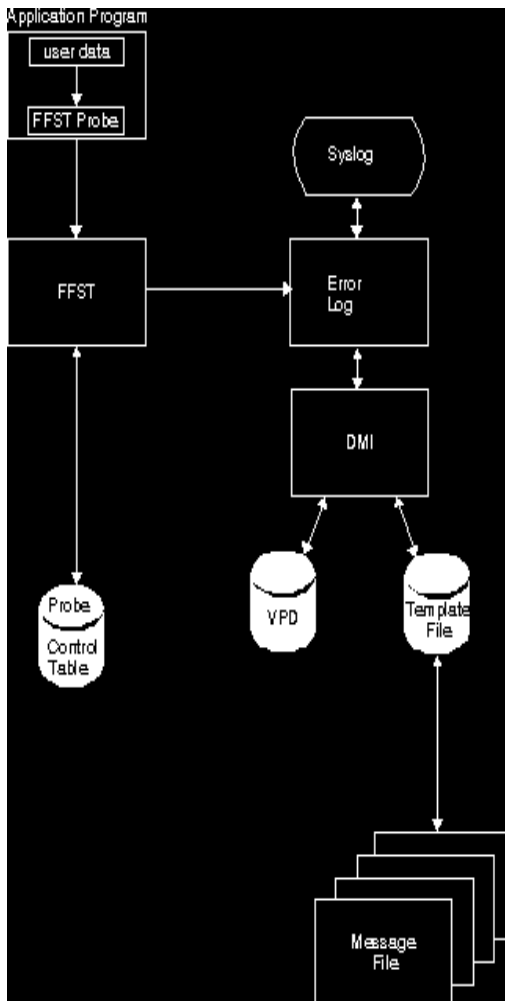 Application Program
user data
FFST Probe
Syslog
FFST
Error
Log
DMI
VPD
Template
File
Probe
Control
Table
Message
File